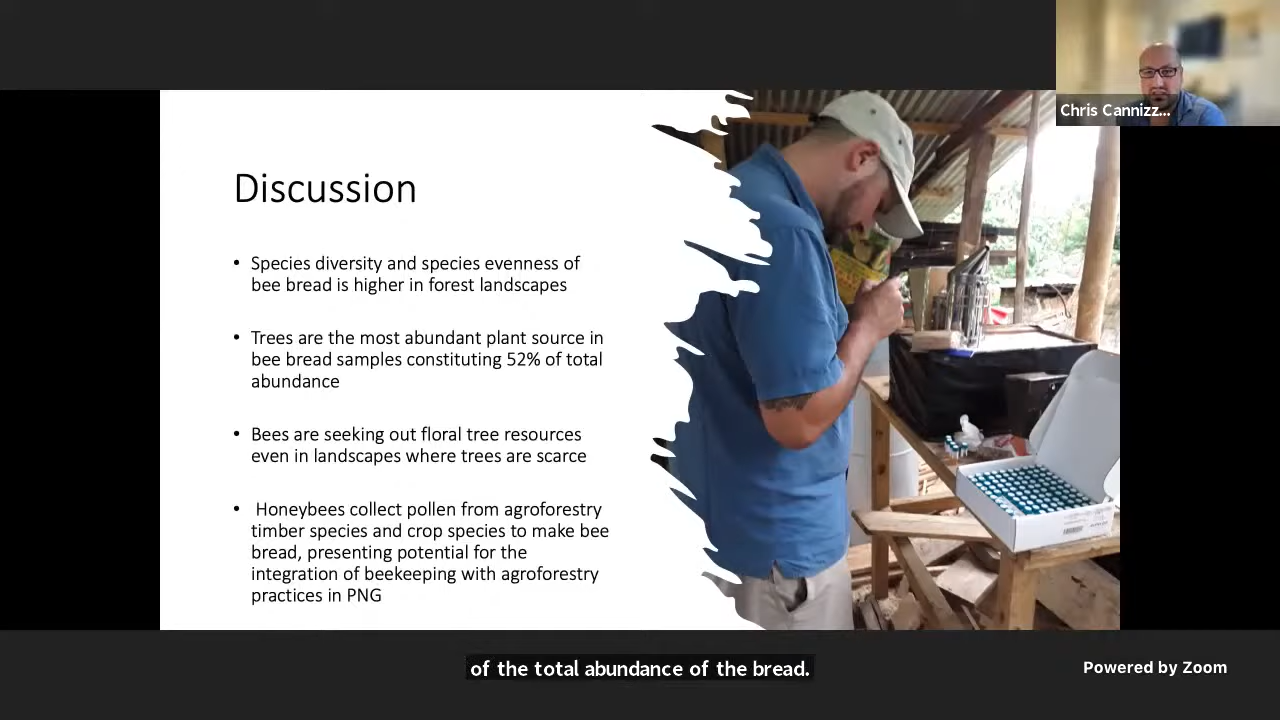 Chris Cannizz...
Discussion
• Species diversity and species evenness of
bee bread is higher in forest landscapes
• Trees are the most abundant plant source in
bee bread samples constituting 52% of total
abundance
• Bees are seeking out floral tree resources
even in landscapes where trees are scarce
• Honeybees collect pollen from agroforestry
timber species and crop species to make bee
bread, presenting potential for the
integration of beekeeping with agroforestry
practices in PNG
of the total abundance of the bread.
Powered by Zoom